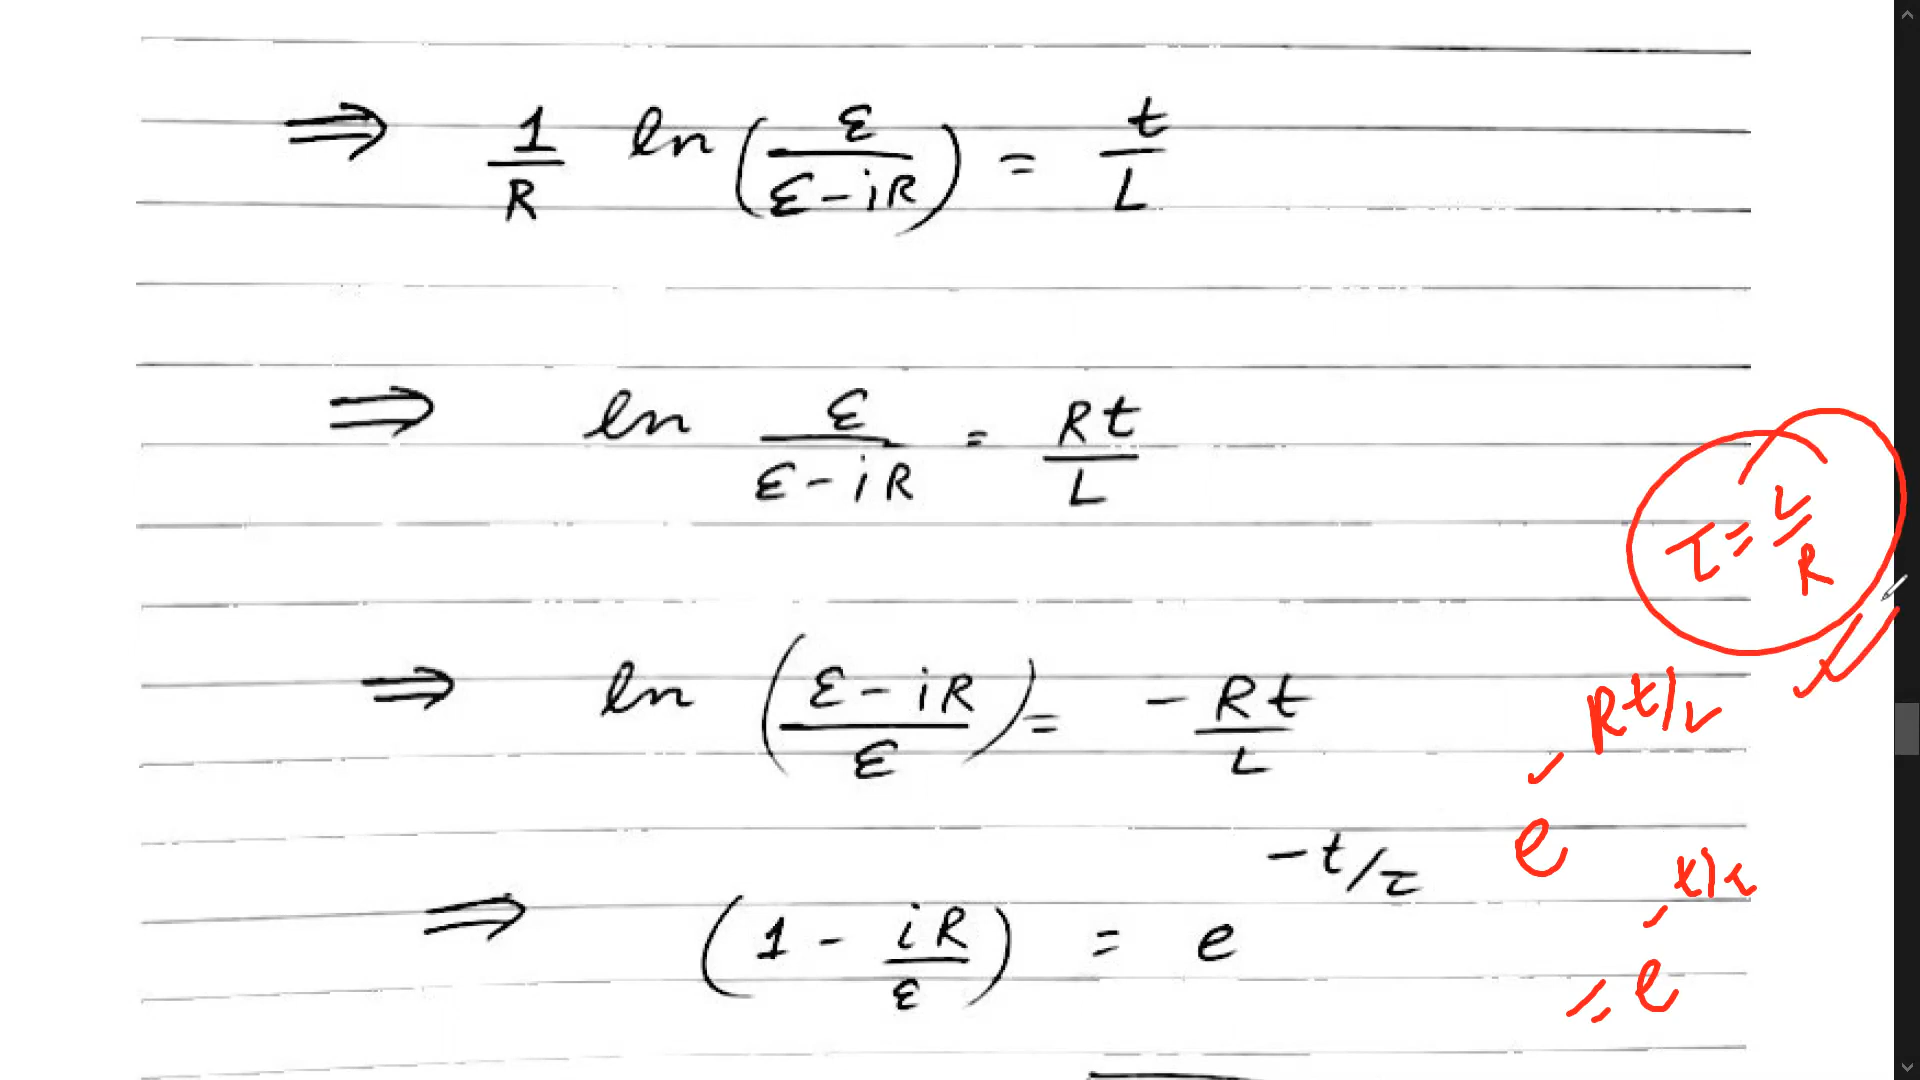 ⇒ 1/R ln(ε/(ε-iR)) = t/L
⇒ ln ε/(ε-iR) = Rt/L
τ = L/R
⇒ ln((ε-iR)/ε) = -Rt/L
e^(-Rt/L)
⇒ (1 - iR/ε) = e^(-t/τ)
= e^(-t/τ)